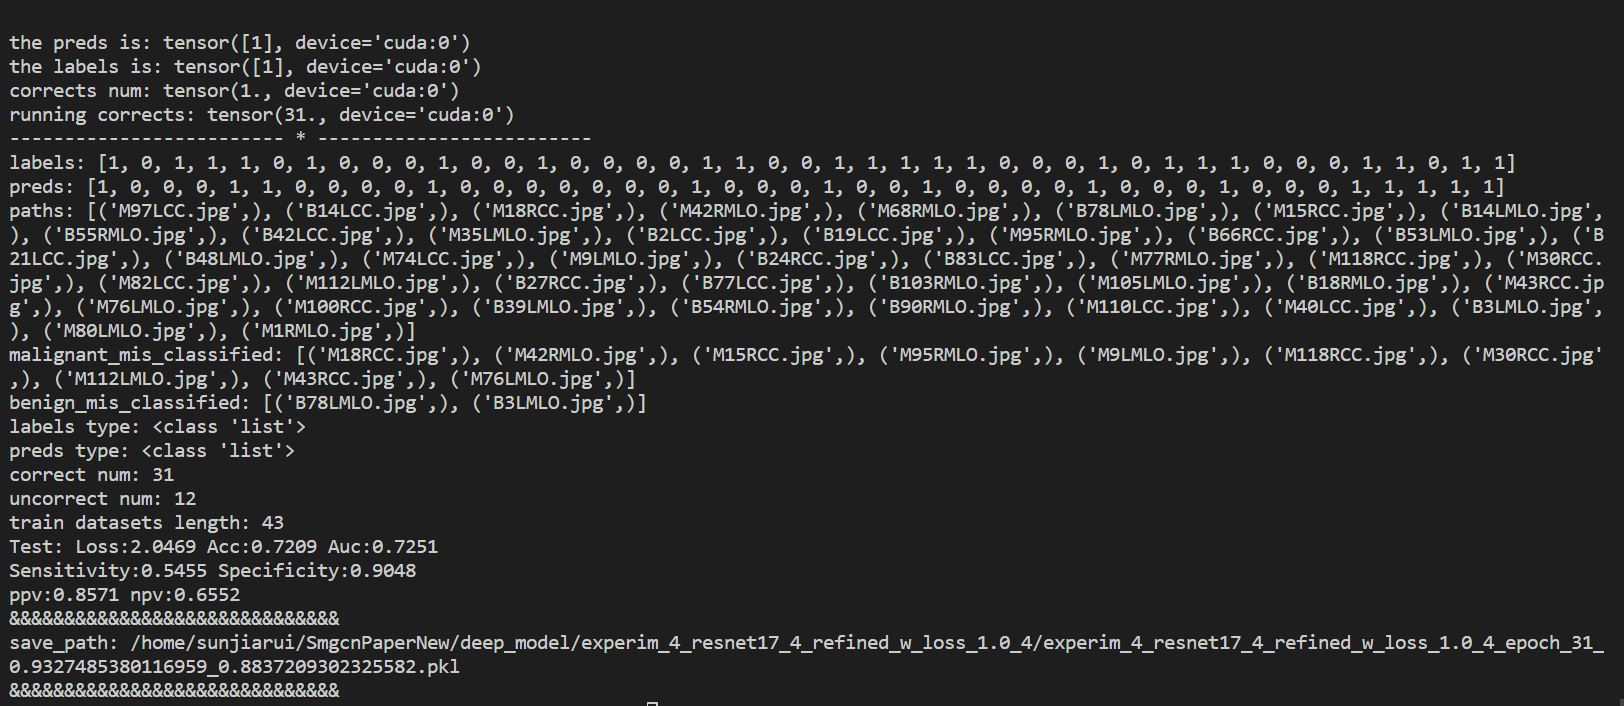 the preds is: tensor([1], device='cuda:0')
the labels is: tensor([1], device='cuda:0')
corrects num: tensor(1., device='cuda:0')
running corrects: tensor(31., device='cuda:0')
------------------------- * -------------------------
labels: [1, 0, 1, 1, 1, 0, 1, 0, 0, 0, 1, 0, 0, 1, 0, 0, 0, 0, 1, 1, 0, 0, 1, 1, 1, 1, 1, 0, 0, 0, 1, 0, 1, 1, 1, 0, 0, 0, 1, 1, 0, 1, 1]
preds: [1, 0, 0, 0, 1, 1, 0, 0, 0, 0, 1, 0, 0, 0, 0, 0, 0, 0, 1, 0, 0, 0, 1, 0, 0, 1, 0, 0, 0, 0, 1, 0, 0, 0, 1, 0, 0, 0, 1, 1, 1, 1, 1]
paths: [('M97LCC.jpg',), ('B14LCC.jpg',), ('M18RCC.jpg',), ('M42RMLO.jpg',), ('M68RMLO.jpg',), ('B78LMLO.jpg',), ('M15RCC.jpg',), ('B14LMLO.jpg',
), ('B55RMLO.jpg',), ('B42LCC.jpg',), ('M35LMLO.jpg',), ('B2LCC.jpg',), ('B19LCC.jpg',), ('M95RMLO.jpg',), ('B66RCC.jpg',), ('B53LMLO.jpg',), ('B
21LCC.jpg',), ('B48LMLO.jpg',), ('M74LCC.jpg',), ('M9LMLO.jpg',), ('B24RCC.jpg',), ('B83LCC.jpg',), ('M77RMLO.jpg',), ('M118RCC.jpg',), ('M30RCC.
jpg',), ('M82LCC.jpg',), ('M112LMLO.jpg',), ('B27RCC.jpg',), ('B77LCC.jpg',), ('B103RMLO.jpg',), ('M105LMLO.jpg',), ('B18RMLO.jpg',), ('M43RCC.jp
g',), ('M76LMLO.jpg',), ('M100RCC.jpg',), ('B39LMLO.jpg',), ('B54RMLO.jpg',), ('B90RMLO.jpg',), ('M110LCC.jpg',), ('M40LCC.jpg',), ('B3LMLO.jpg',
), ('M80LMLO.jpg',), ('M1RMLO.jpg',)]
malignant_mis_classified: [('M18RCC.jpg',), ('M42RMLO.jpg',), ('M15RCC.jpg',), ('M95RMLO.jpg',), ('M9LMLO.jpg',), ('M118RCC.jpg',), ('M30RCC.jpg'
,), ('M112LMLO.jpg',), ('M43RCC.jpg',), ('M76LMLO.jpg',)]
benign_mis_classified: [('B78LMLO.jpg',), ('B3LMLO.jpg',)]
labels type: <class 'list'>
preds type: <class 'list'>
correct num: 31
uncorrect num: 12
train datasets length: 43
Test: Loss:2.0469 Acc:0.7209 Auc:0.7251
Sensitivity:0.5455 Specificity:0.9048
ppv:0.8571 npv:0.6552
&&&&&&&&&&&&&&&&&&&&&&&&&&&&&&
save_path: /home/sunjiarui/SmgcnPaperNew/deep_model/experim_4_resnet17_4_refined_w_loss_1.0_4/experim_4_resnet17_4_refined_w_loss_1.0_4_epoch_31_
0.9327485380116959_0.8837209302325582.pkl
&&&&&&&&&&&&&&&&&&&&&&&&&&&&&&